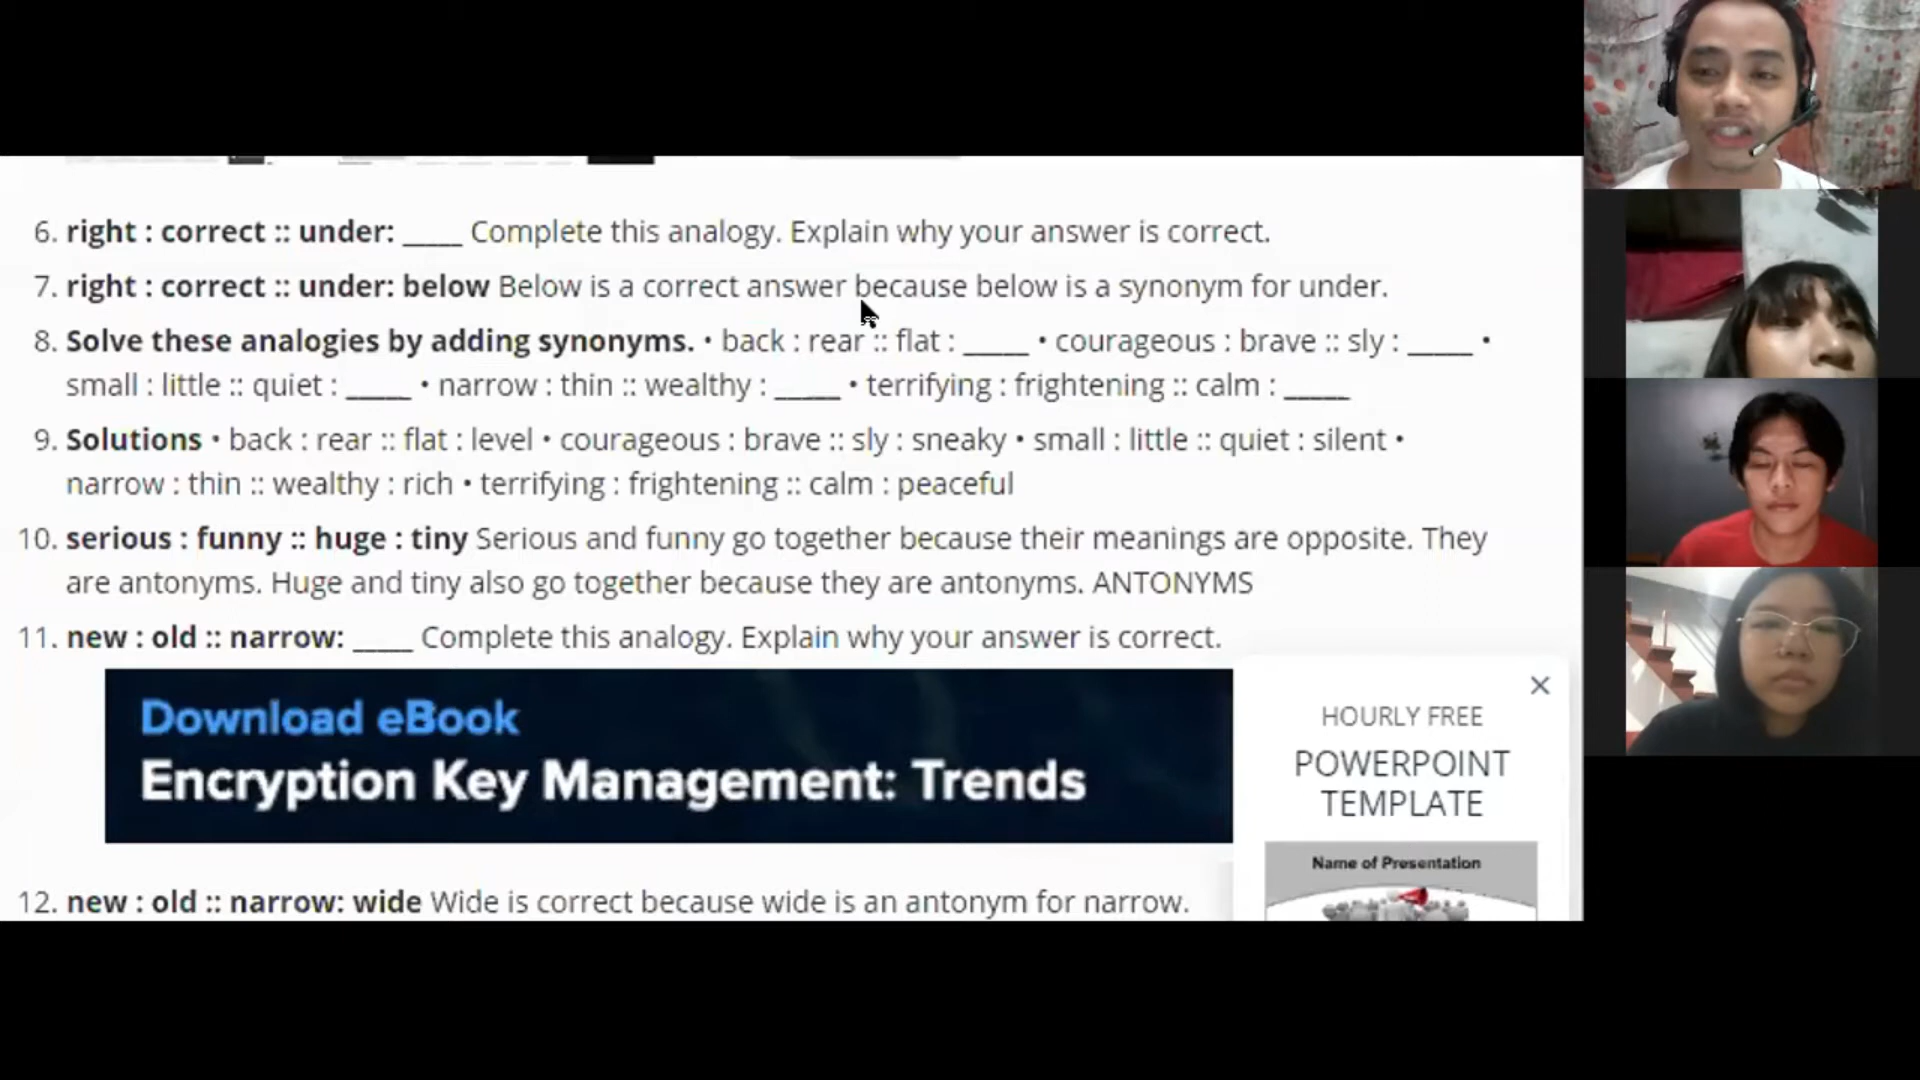 6. right : correct :: under: _____ Complete this analogy. Explain why your answer is correct.
7. right : correct :: under: below Below is a correct answer because below is a synonym for under.
8. Solve these analogies by adding synonyms. • back : rear :: flat : _____ • courageous : brave :: sly : _____ •
small : little :: quiet : _____ • narrow : thin :: wealthy : _____ • terrifying : frightening :: calm : _____
9. Solutions • back : rear :: flat : level • courageous : brave :: sly : sneaky • small : little :: quiet : silent •
narrow : thin :: wealthy : rich • terrifying : frightening :: calm : peaceful
10. serious : funny :: huge : tiny Serious and funny go together because their meanings are opposite. They
are antonyms. Huge and tiny also go together because they are antonyms. ANTONYMS
11. new : old :: narrow: _____ Complete this analogy. Explain why your answer is correct.
Download eBook
Encryption Key Management: Trends
HOURLY FREE
POWERPOINT
TEMPLATE
Name of Presentation
12. new : old :: narrow: wide Wide is correct because wide is an antonym for narrow.